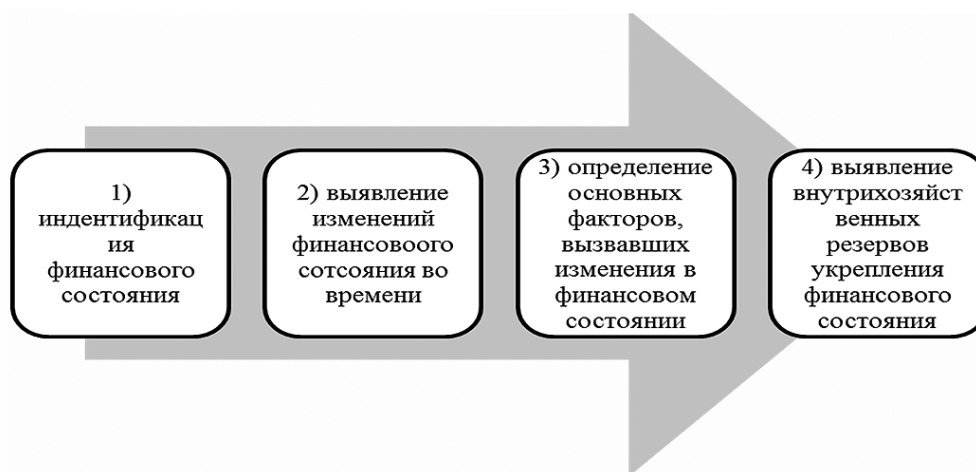 1)
индентификац
ия
финансового
состояния
2) выявление
изменений
финансовоого
сотсояния во
времени
3) определение
основных
факторов,
вызвавших
изменения в
финансовом
состоянии
4) выявление
внутрихозяйст
венных
резервов
укрепления
финансового
состояния